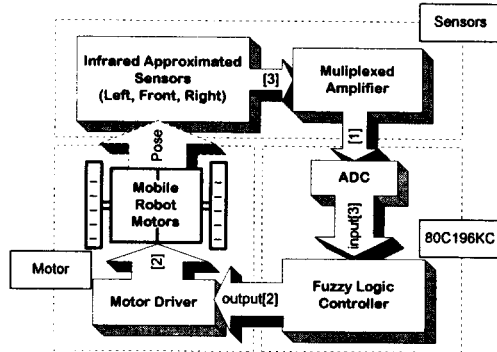 Sensors
Infrared Approximated
Sensors
(Left, Front, Right)
[3]
Muliplexed
Amplifier
[1]
Pose
ADC
Mobile
Robot
Motors
input[3]
80C196KC
Motor
[2]
Motor Driver
output[2]
Fuzzy Logic
Controller